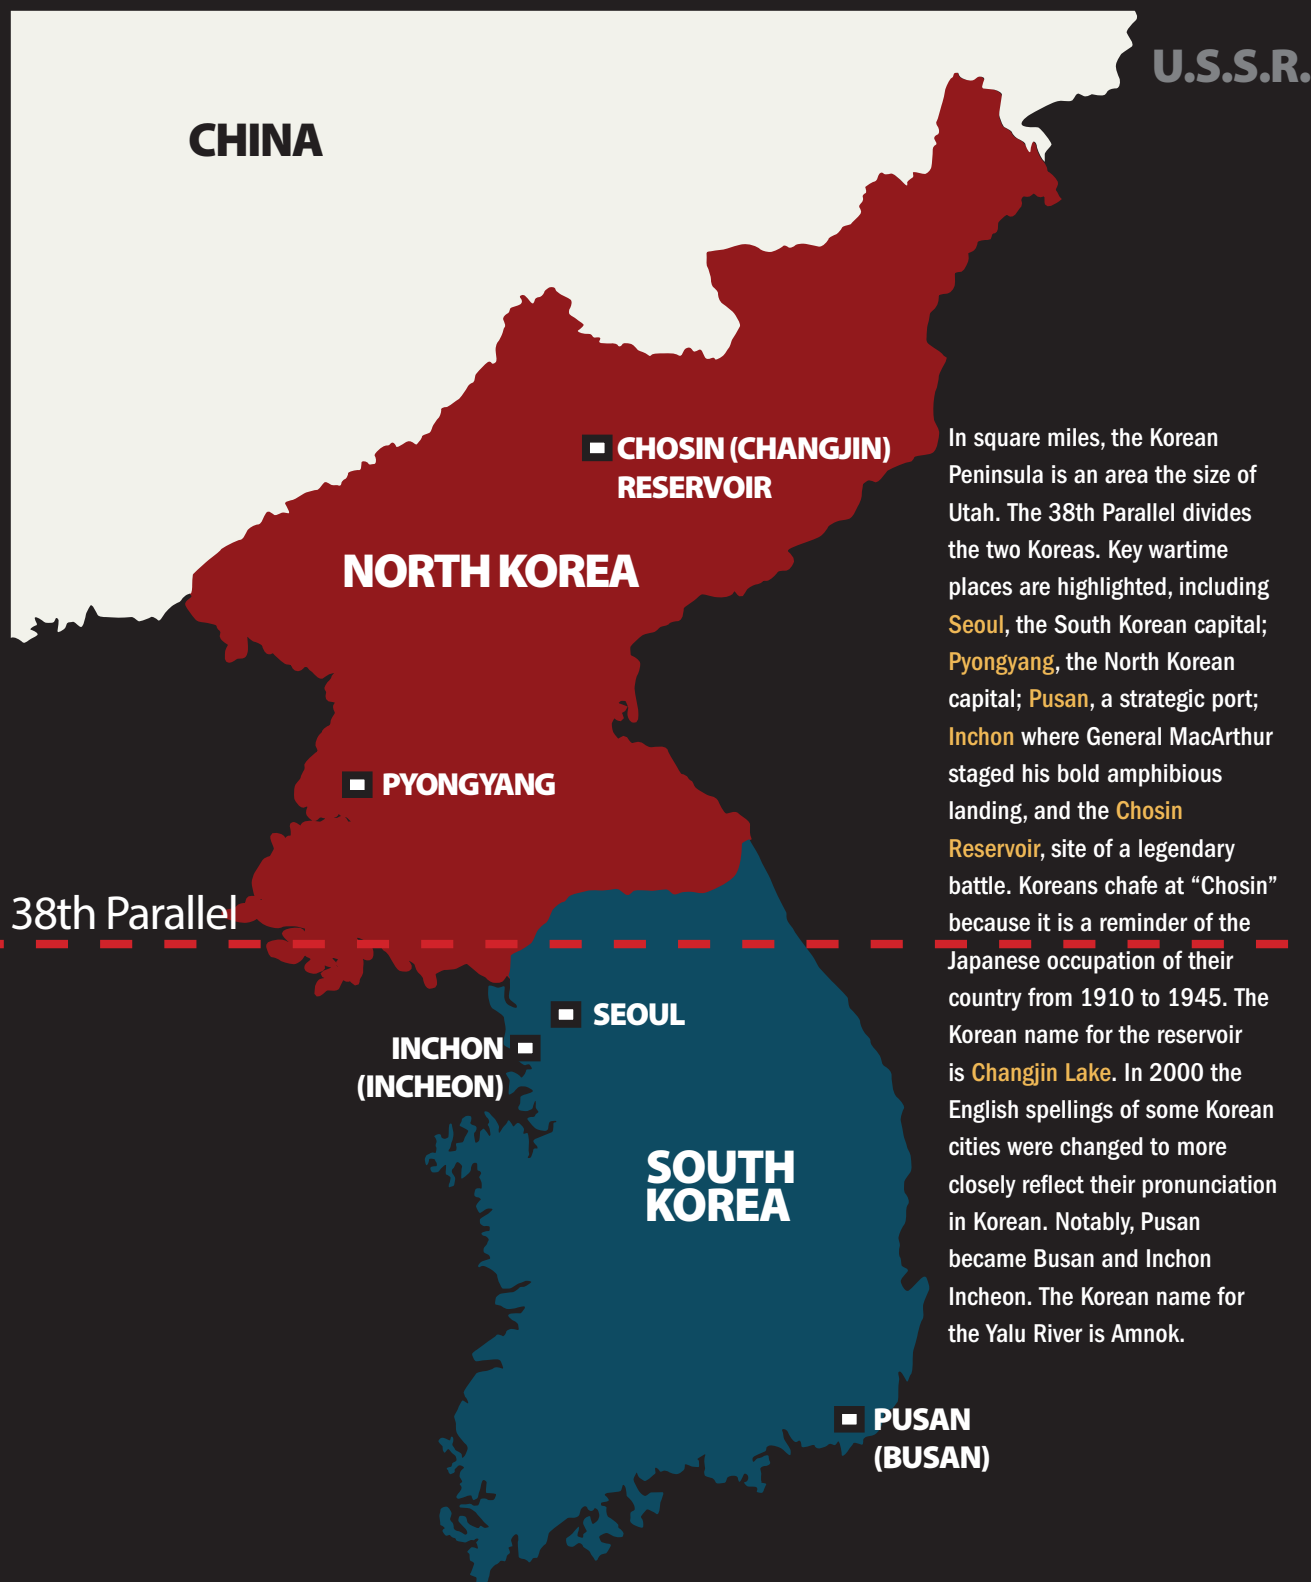 U.S.S.R.
CHINA
CHOSIN (CHANGJIN)
RESERVOIR
NORTH KOREA
PYONGYANG
38th Parallel
SEOUL
INCHON
(INCHEON)
SOUTH
KOREA
PUSAN
(BUSAN)
In square miles, the Korean
Peninsula is an area the size of
Utah. The 38th Parallel divides
the two Koreas. Key wartime
places are highlighted, including
Seoul, the South Korean capital;
Pyongyang, the North Korean
capital; Pusan, a strategic port;
Inchon where General MacArthur
staged his bold amphibious
landing, and the Chosin
Reservoir, site of a legendary
battle. Koreans chafe at “Chosin”
because it is a reminder of the
Japanese occupation of their
country from 1910 to 1945. The
Korean name for the reservoir
is Changjin Lake. In 2000 the
English spellings of some Korean
cities were changed to more
closely reflect their pronunciation
in Korean. Notably, Pusan
became Busan and Inchon
Incheon. The Korean name for
the Yalu River is Amnok.